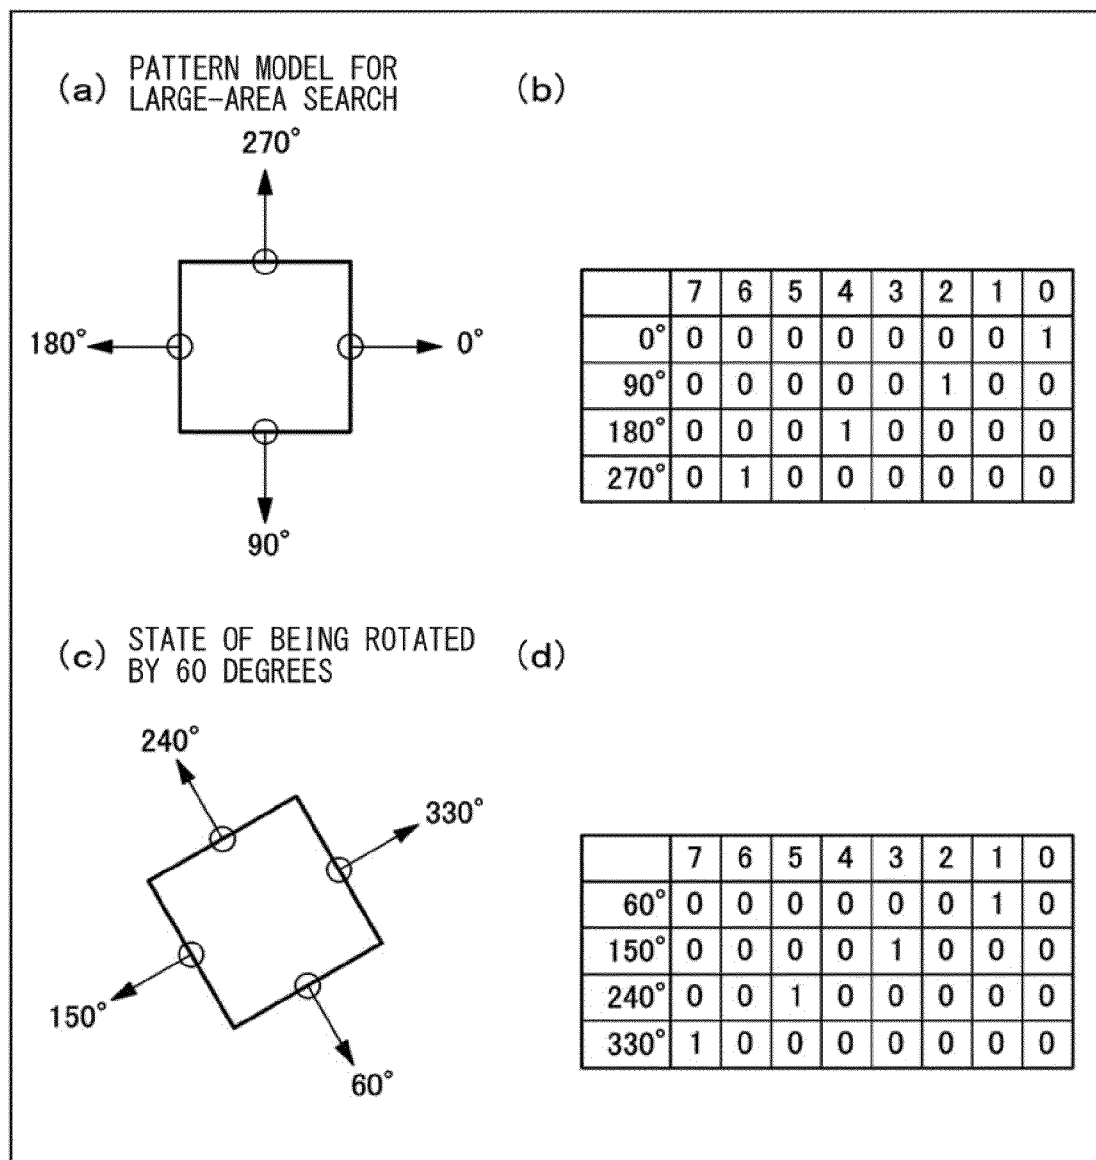 (a) PATTERN MODEL FOR
LARGE-AREA SEARCH
270°
180°
0°
90°
(b)
7 6 5 4 3 2 1 0
0° 0 0 0 0 0 0 0 1
90° 0 0 0 0 0 1 0 0
180° 0 0 0 1 0 0 0 0
270° 0 1 0 0 0 0 0 0
(c) STATE OF BEING ROTATED
BY 60 DEGREES
240°
330°
150°
60°
(d)
7 6 5 4 3 2 1 0
60° 0 0 0 0 0 0 1 0
150° 0 0 0 0 1 0 0 0
240° 0 0 1 0 0 0 0 0
330° 1 0 0 0 0 0 0 0